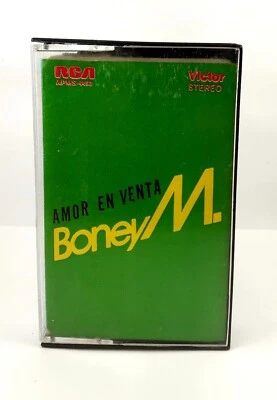 RCA Victor
STEREO
AMOR EN VENTA
Boney M.